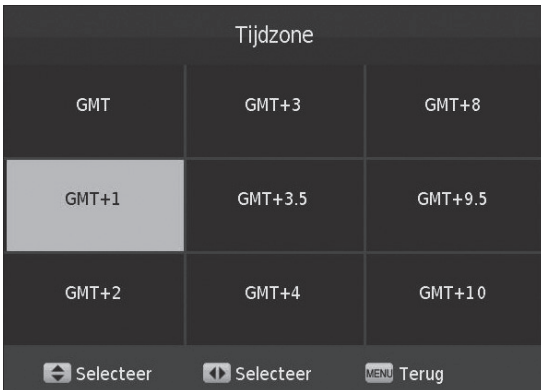 Tijdzone
GMT GMT+3 GMT+8
GMT+1 GMT+3.5 GMT+9.5
GMT+2 GMT+4 GMT+10
Selecteer Selecteer MENU Terug